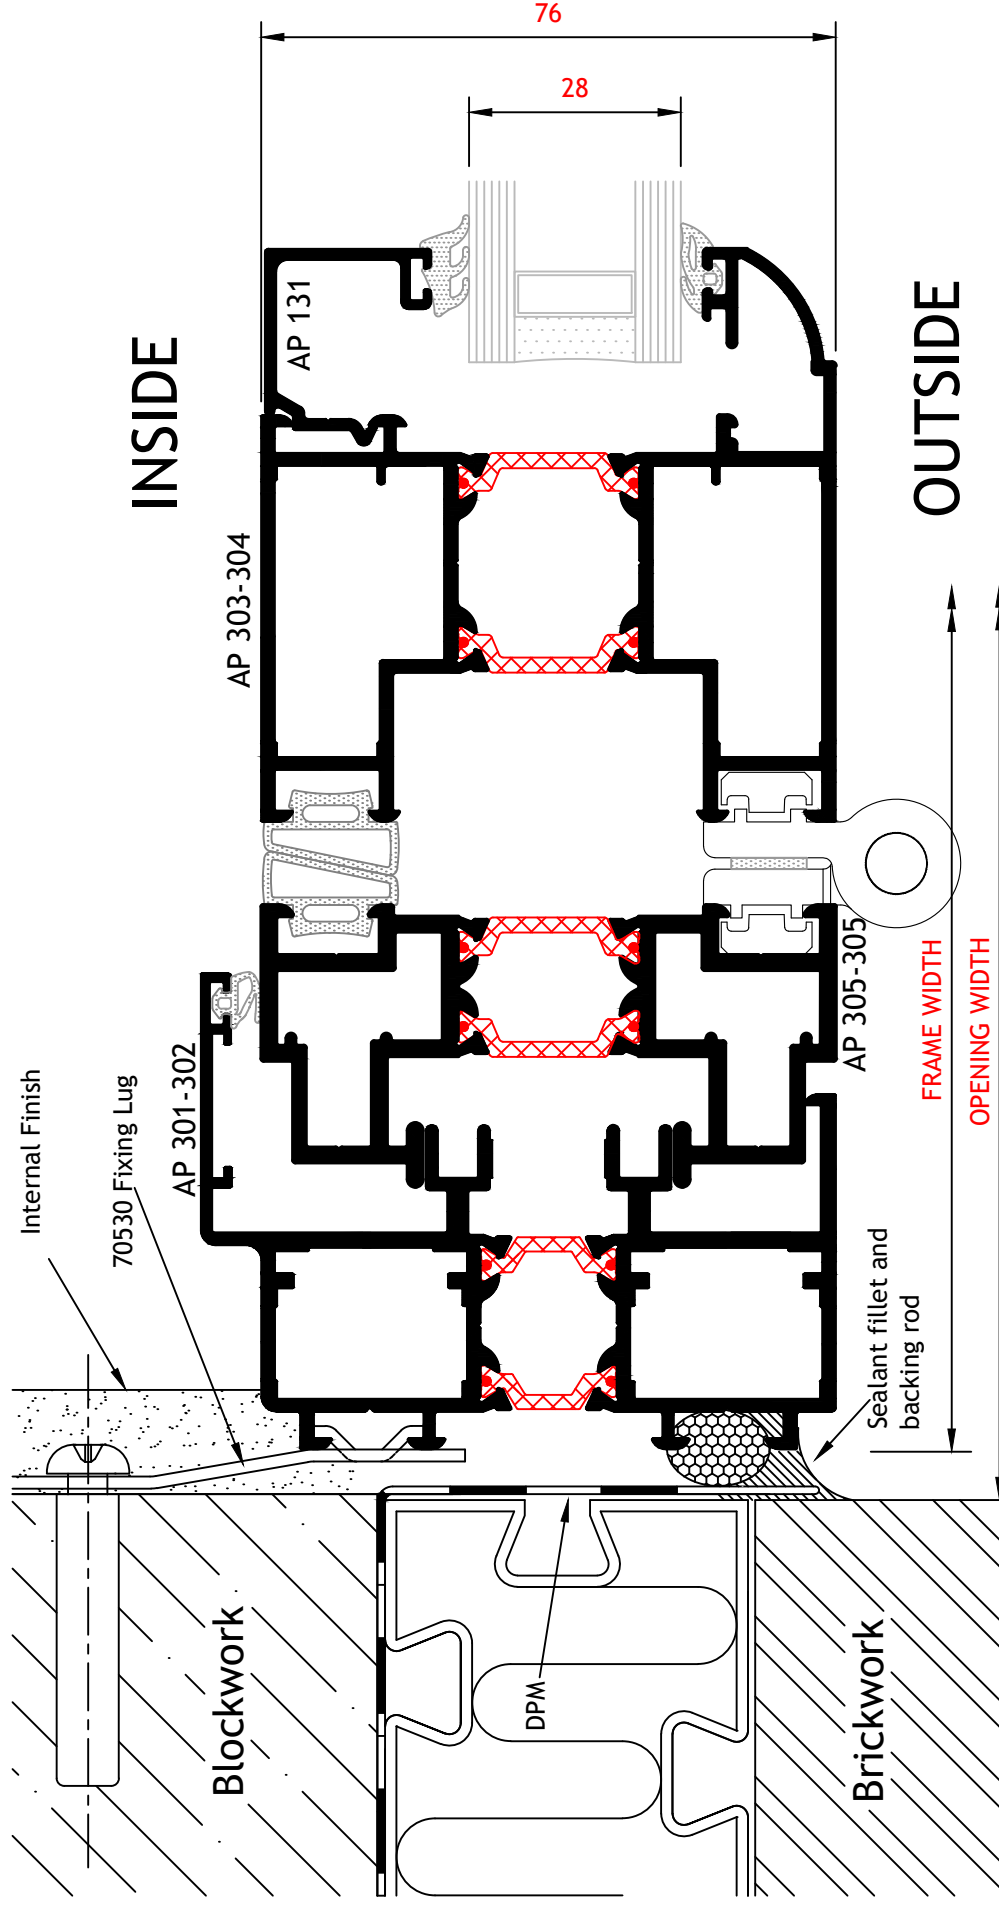 76
28
INSIDE
OUTSIDE
AP 131
AP 303-304
AP 301-302
AP 305-305
Internal Finish
70530 Fixing Lug
FRAME WIDTH
OPENING WIDTH
Sealant fillet and
backing rod
DPM
Blockwork
Brickwork